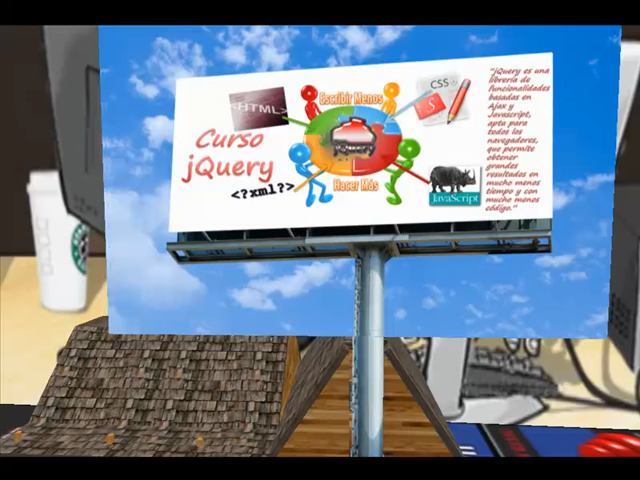 <HTML>
Curso
jQuery
<?xml?>
Escribir Menos
Hacer Más
CSS
S
JavaScript
"jQuery es una
librería de
funcionalidades
basadas en
Ajax y
Javascript,
apta para
todos los
navegadores,
que permite
obtener
grandes
resultados en
mucho menos
tiempo y con
mucho menos
código."